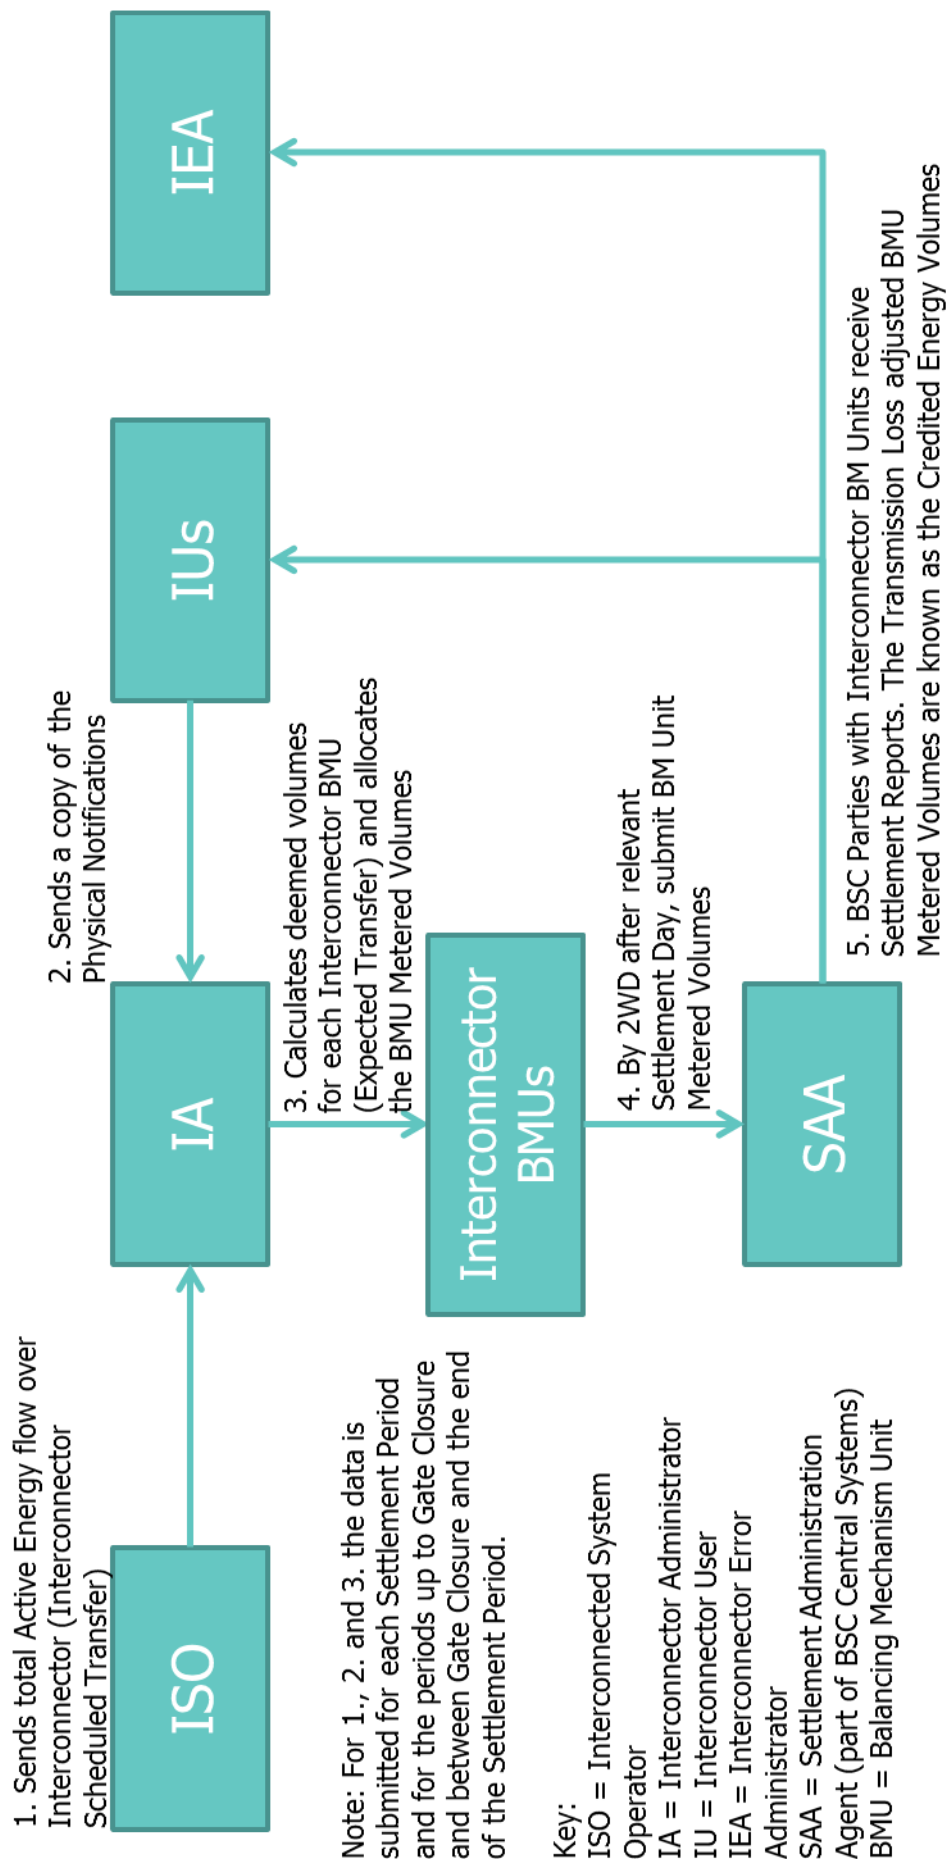 1. Sends total Active Energy flow over
Interconnector (Interconnector
Scheduled Transfer)
2. Sends a copy of the
Physical Notifications
ISO
IA
IUs
IEA
Note: For 1., 2. and 3. the data is
submitted for each Settlement Period
and for the periods up to Gate Closure
and between Gate Closure and the end
of the Settlement Period.
3. Calculates deemed volumes
for each Interconnector BMU
(Expected Transfer) and allocates
the BMU Metered Volumes
Interconnector
BMUs
Key:
ISO = Interconnected System
Operator
IA = Interconnector Administrator
IU = Interconnector User
IEA = Interconnector Error
Administrator
SAA = Settlement Administration
Agent (part of BSC Central Systems)
BMU = Balancing Mechanism Unit
4. By 2WD after relevant
Settlement Day, submit BM Unit
Metered Volumes
SAA
5. BSC Parties with Interconnector BM Units receive
Settlement Reports. The Transmission Loss adjusted BMU
Metered Volumes are known as the Credited Energy Volumes